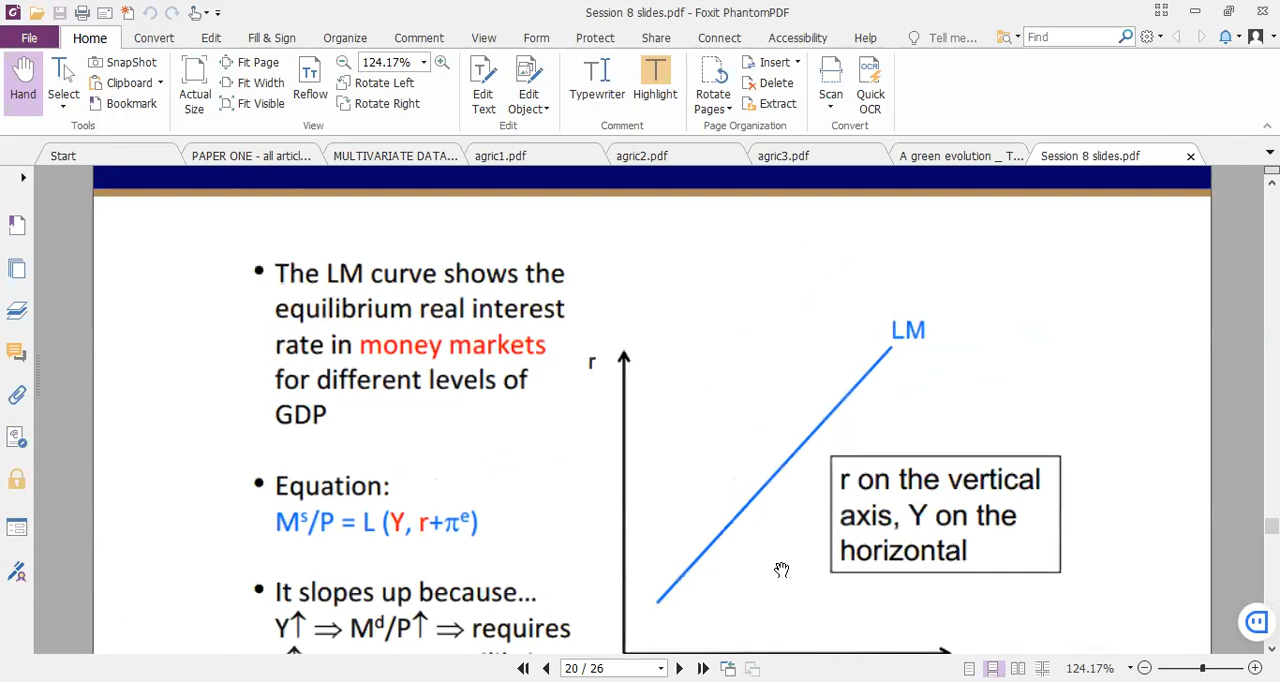 Session 8 slides.pdf - Foxit PhantomPDF
File Home Convert Edit Fill & Sign Organize Comment View Form Protect Share Connect Accessibility Help Tell me... Find
Hand
Select
SnapShot
Clipboard
Bookmark
Tools
Actual Size
Fit Page
Fit Width
Fit Visible
Reflow
124.17%
Rotate Left
Rotate Right
View
Edit Text
Edit Object
Edit
Typewriter
Highlight
Comment
Rotate Pages
Insert
Delete
Extract
Page Organization
Scan
Quick OCR
Convert
Start PAPER ONE - all articl... MULTIVARIATE DATA... agric1.pdf agric2.pdf agric3.pdf A green evolution _ T... Session 8 slides.pdf
• The LM curve shows the
equilibrium real interest
rate in money markets
for different levels of
GDP
• Equation:
Mˢ/P = L (Y, r+πᵉ)
• It slopes up because...
Y↑ ⇒ Mᵈ/P↑ ⇒ requires
r
LM
r on the vertical
axis, Y on the
horizontal
20 / 26
124.17%